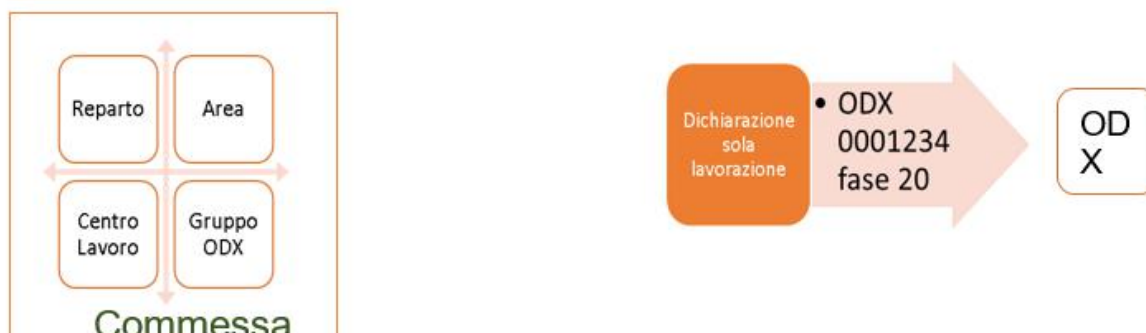 Reparto
Area
Centro
Lavoro
Gruppo
ODX
Commessa
Dichiarazione
sola
lavorazione
• ODX
0001234
fase 20
OD
X